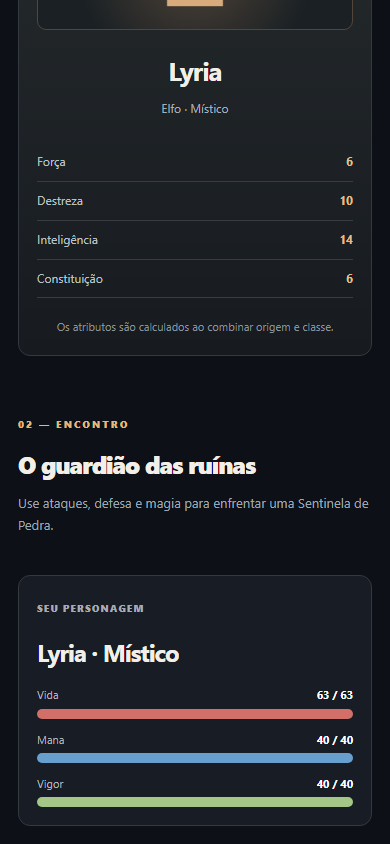 Lyria
Elfo · Místico
Força 6
Destreza 10
Inteligência 14
Constituição 6
Os atributos são calculados ao combinar origem e classe.
02 — ENCONTRO
O guardião das ruínas
Use ataques, defesa e magia para enfrentar uma Sentinela de
Pedra.
SEU PERSONAGEM
Lyria · Místico
Vida 63 / 63
Mana 40 / 40
Vigor 40 / 40